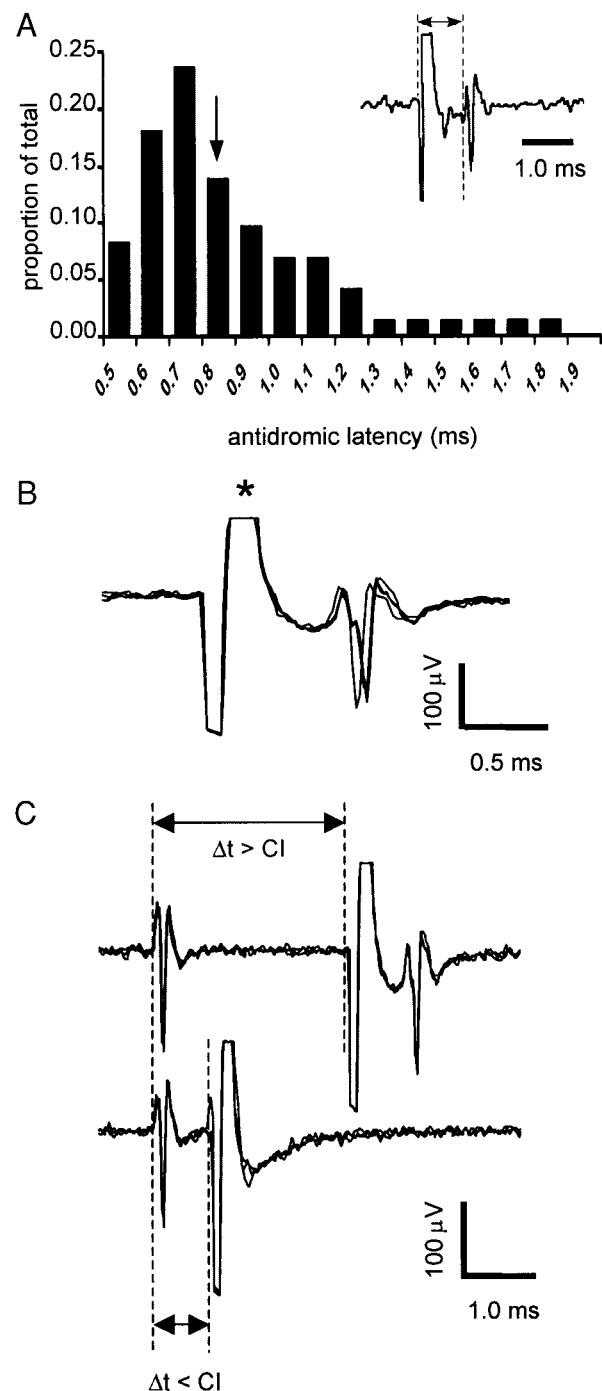 A
proportion of total
0.25
0.20
0.15
0.10
0.05
0.00
0.5 0.6 0.7 0.8 0.9 1.0 1.1 1.2 1.3 1.4 1.5 1.6 1.7 1.8 1.9
antidromic latency (ms)
1.0 ms
B
*
100 μV
0.5 ms
C
Δt > CI
100 μV
1.0 ms
Δt < CI